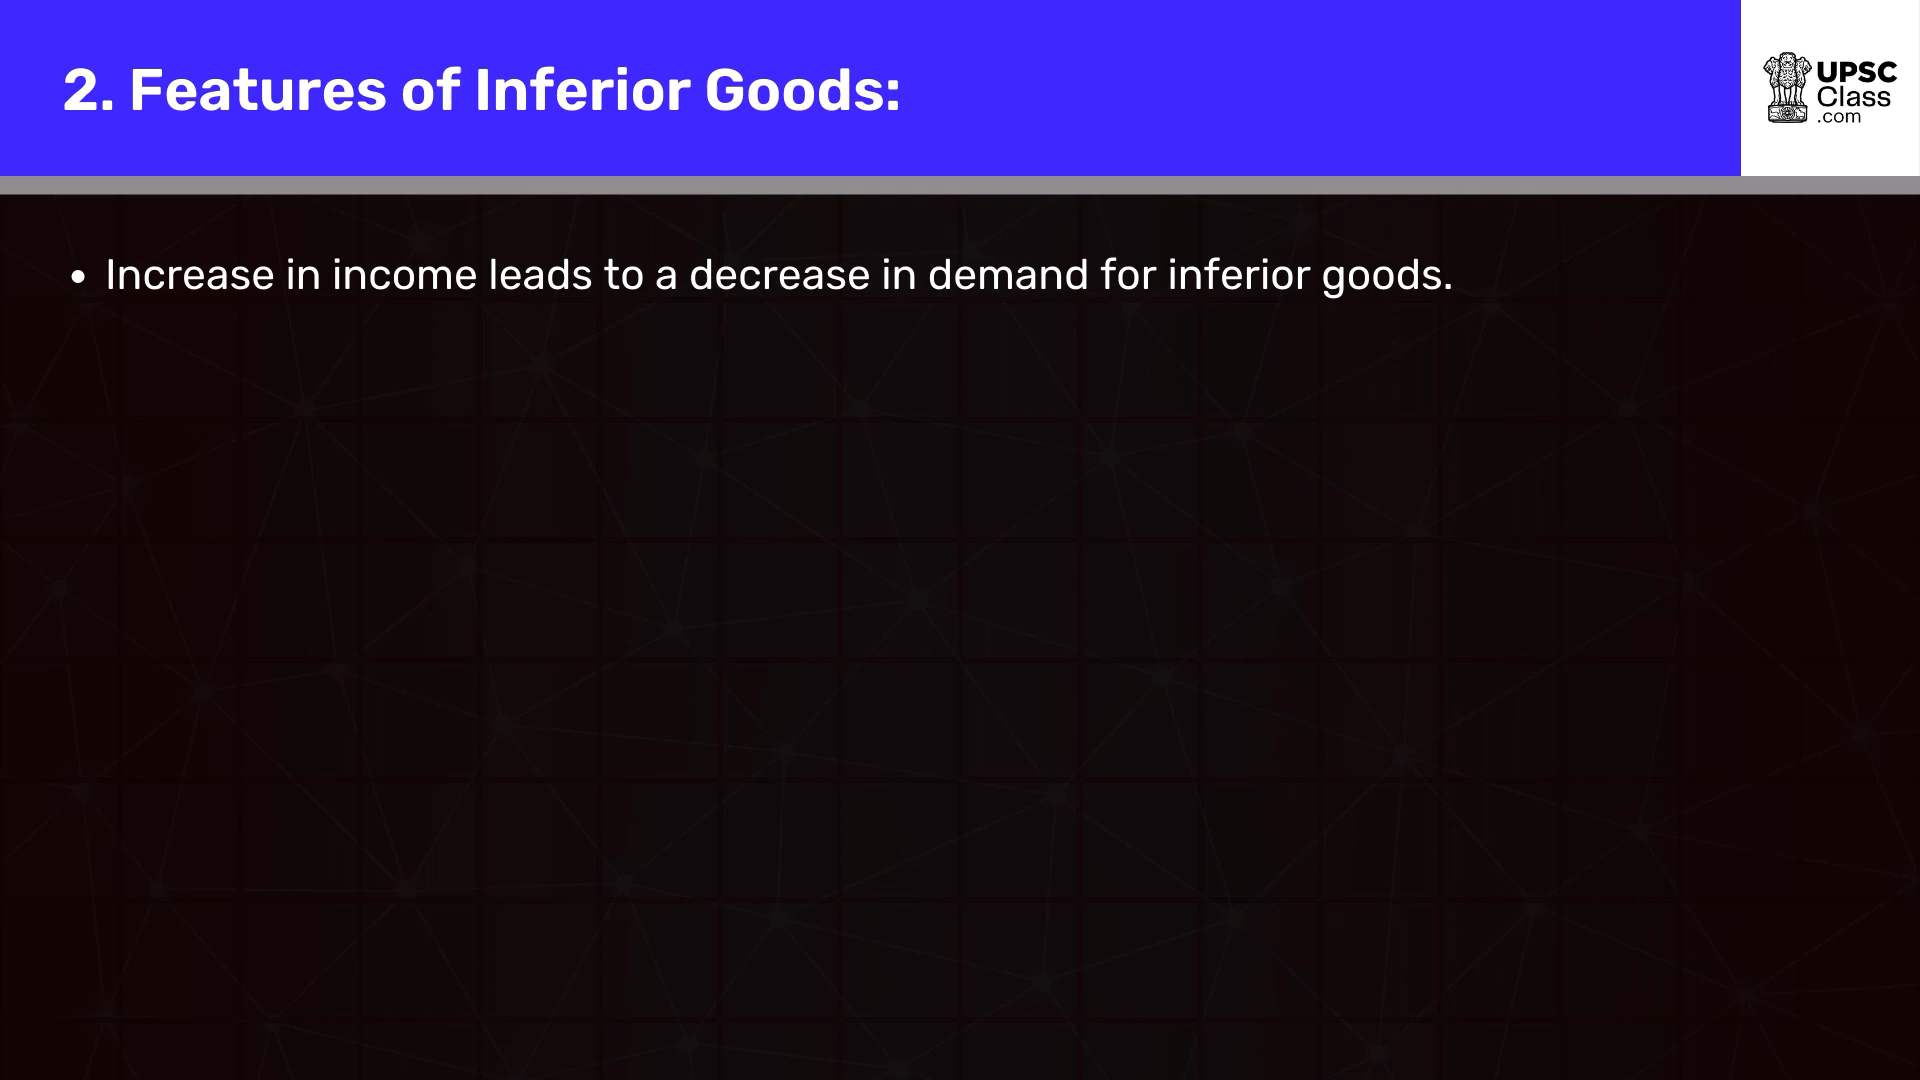 2. Features of Inferior Goods:
UPSC
Class
.com
• Increase in income leads to a decrease in demand for inferior goods.